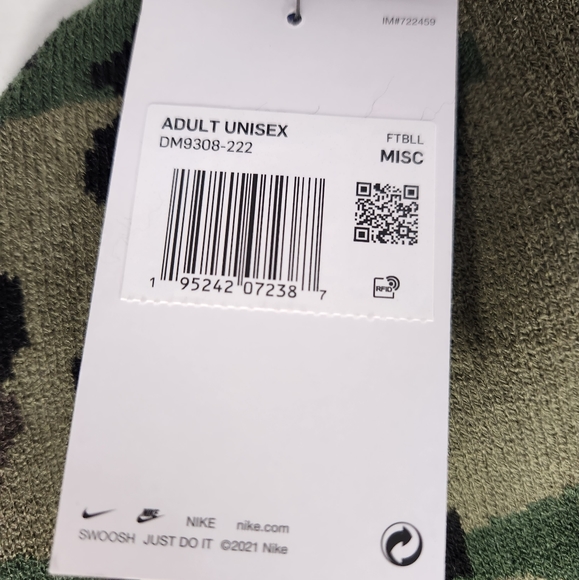 IM#722459
ADULT UNISEX
DM9308-222
FTBLL
MISC
1 95242 07238 7
RFID
NIKE
NIKE nike.com
SWOOSH JUST DO IT ©2021 Nike